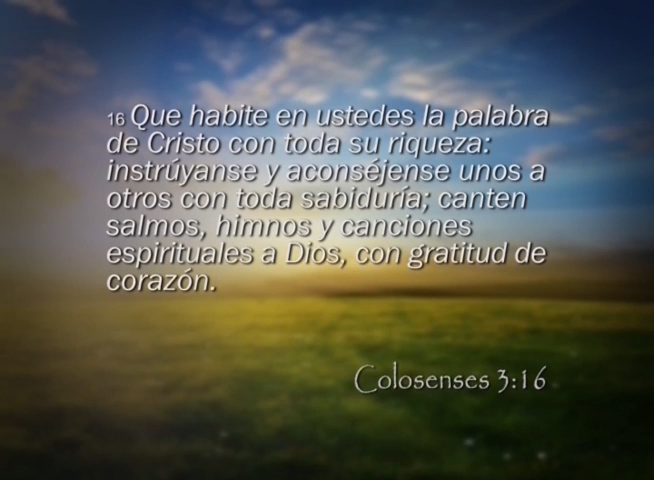 16 Que habite en ustedes la palabra
de Cristo con toda su riqueza:
instrúyanse y aconséjense unos a
otros con toda sabiduría; canten
salmos, himnos y canciones
espirituales a Dios, con gratitud de
corazón.
Colosenses 3:16